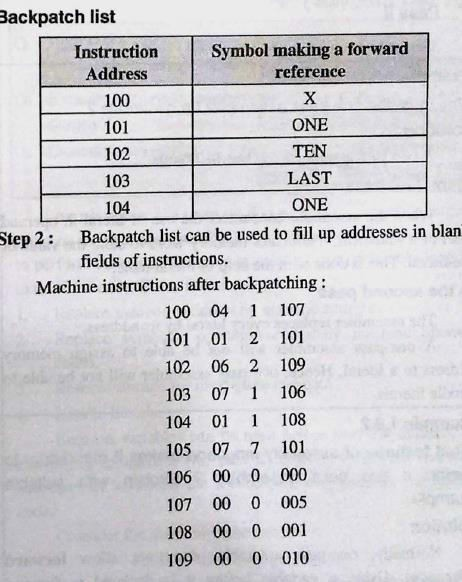 Backpatch list
Instruction Address Symbol making a forward reference
100 X
101 ONE
102 TEN
103 LAST
104 ONE
Step 2 : Backpatch list can be used to fill up addresses in blan
fields of instructions.
Machine instructions after backpatching :
100 04 1 107
101 01 2 101
102 06 2 109
103 07 1 106
104 01 1 108
105 07 7 101
106 00 0 000
107 00 0 005
108 00 0 001
109 00 0 010